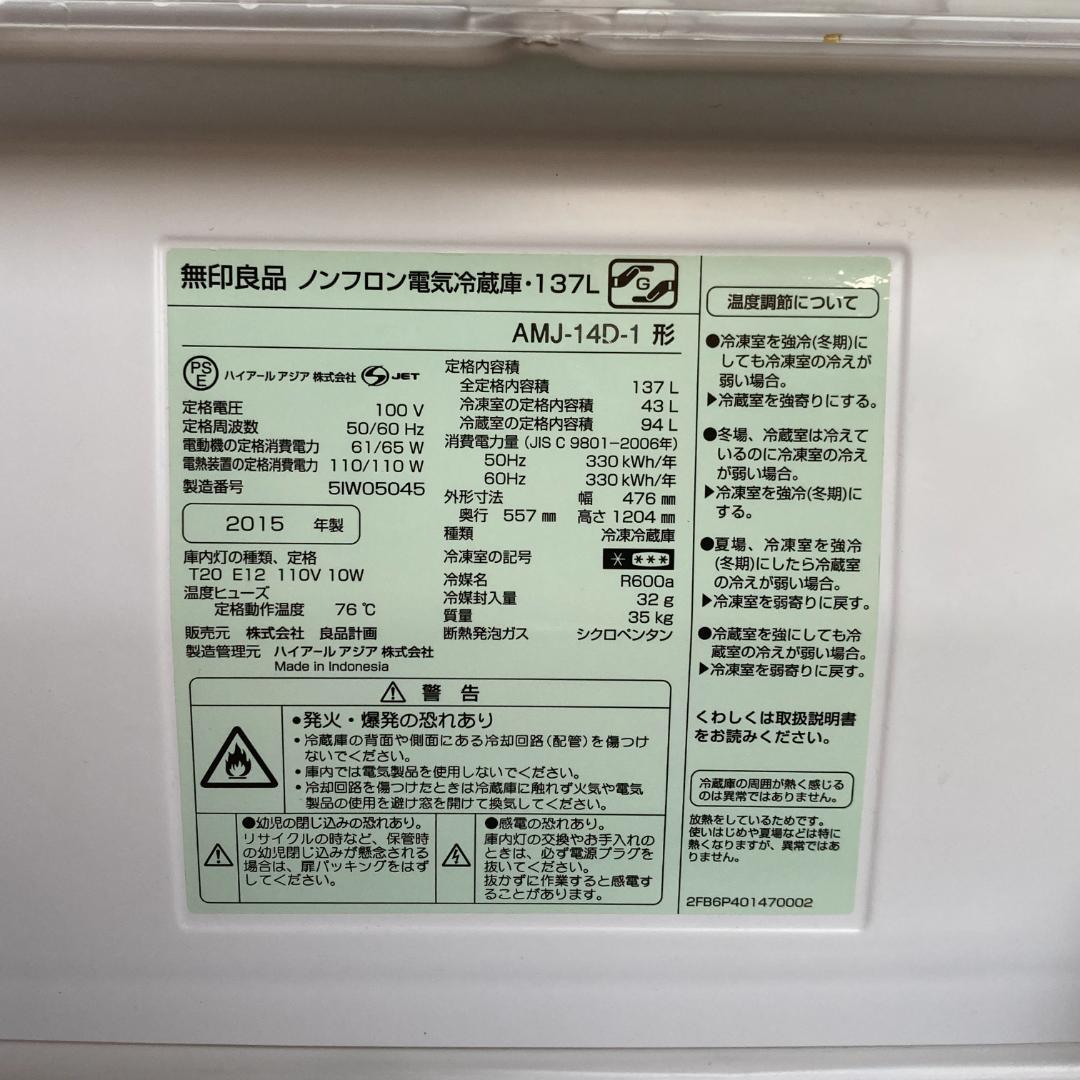 無印良品 ノンフロン電気冷蔵庫・137L G
AMJ-14D-1 形
PS E ハイアール アジア 株式会社 S JET
定格電圧 100 V
定格周波数 50/60 Hz
電動機の定格消費電力 61/65 W
電熱装置の定格消費電力 110/110 W
製造番号 5IW05045
2015 年製
庫内灯の種類、定格
T20 E12 110V 10W
温度ヒューズ
定格動作温度 76℃
販売元 株式会社 良品計画
製造管理元 ハイアール アジア 株式会社
Made in Indonesia
定格内容積
全定格内容積 137 L
冷凍室の定格内容積 43 L
冷蔵室の定格内容積 94 L
消費電力量 (JIS C 9801−2006年)
50Hz 330 kWh/年
60Hz 330 kWh/年
外形寸法 幅 476 ㎜
奥行 557 ㎜ 高さ 1204 ㎜
種類 冷凍冷蔵庫
冷凍室の記号 * ***
冷媒名 R600a
冷媒封入量 32 g
質量 35 kg
断熱発泡ガス シクロペンタン
⚠ 警 告
●発火・爆発の恐れあり
・冷蔵庫の背面や側面にある冷却回路(配管)を傷つけ
ないでください。
・庫内では電気製品を使用しないでください。
・冷却回路を傷つけたときは冷蔵庫に触れず火気や電気
製品の使用を避け窓を開けて換気してください。
●幼児の閉じ込みの恐れあり。
リサイクルの時など、保管時
の幼児閉じ込みが懸念される
場合は、扉パッキングをはず
してください。
●感電の恐れあり。
庫内灯の交換やお手入れの
ときは、必ず電源プラグを
抜いてください。
抜かずに作業すると感電す
ることがあります。
温度調節について
●冷凍室を強冷(冬期)に
しても冷凍室の冷えが
弱い場合。
▶冷蔵室を強寄りにする。
●冬場、冷蔵室は冷えて
いるのに冷凍室の冷え
が弱い場合。
▶冷凍室を強冷(冬期)に
する。
●夏場、冷凍室を強冷
(冬期)にしたら冷蔵室
の冷えが弱い場合。
▶冷凍室を弱寄りに戻す。
●冷蔵室を強にしても冷
蔵室の冷えが弱い場合。
▶冷凍室を弱寄りに戻す。
くわしくは取扱説明書
をお読みください。
冷蔵庫の周囲が熱く感じる
のは異常ではありません。
放熱をしているためです。
使いはじめや夏場などは特に
熱くなりますが、異常ではあ
りません。
2FB6P401470002